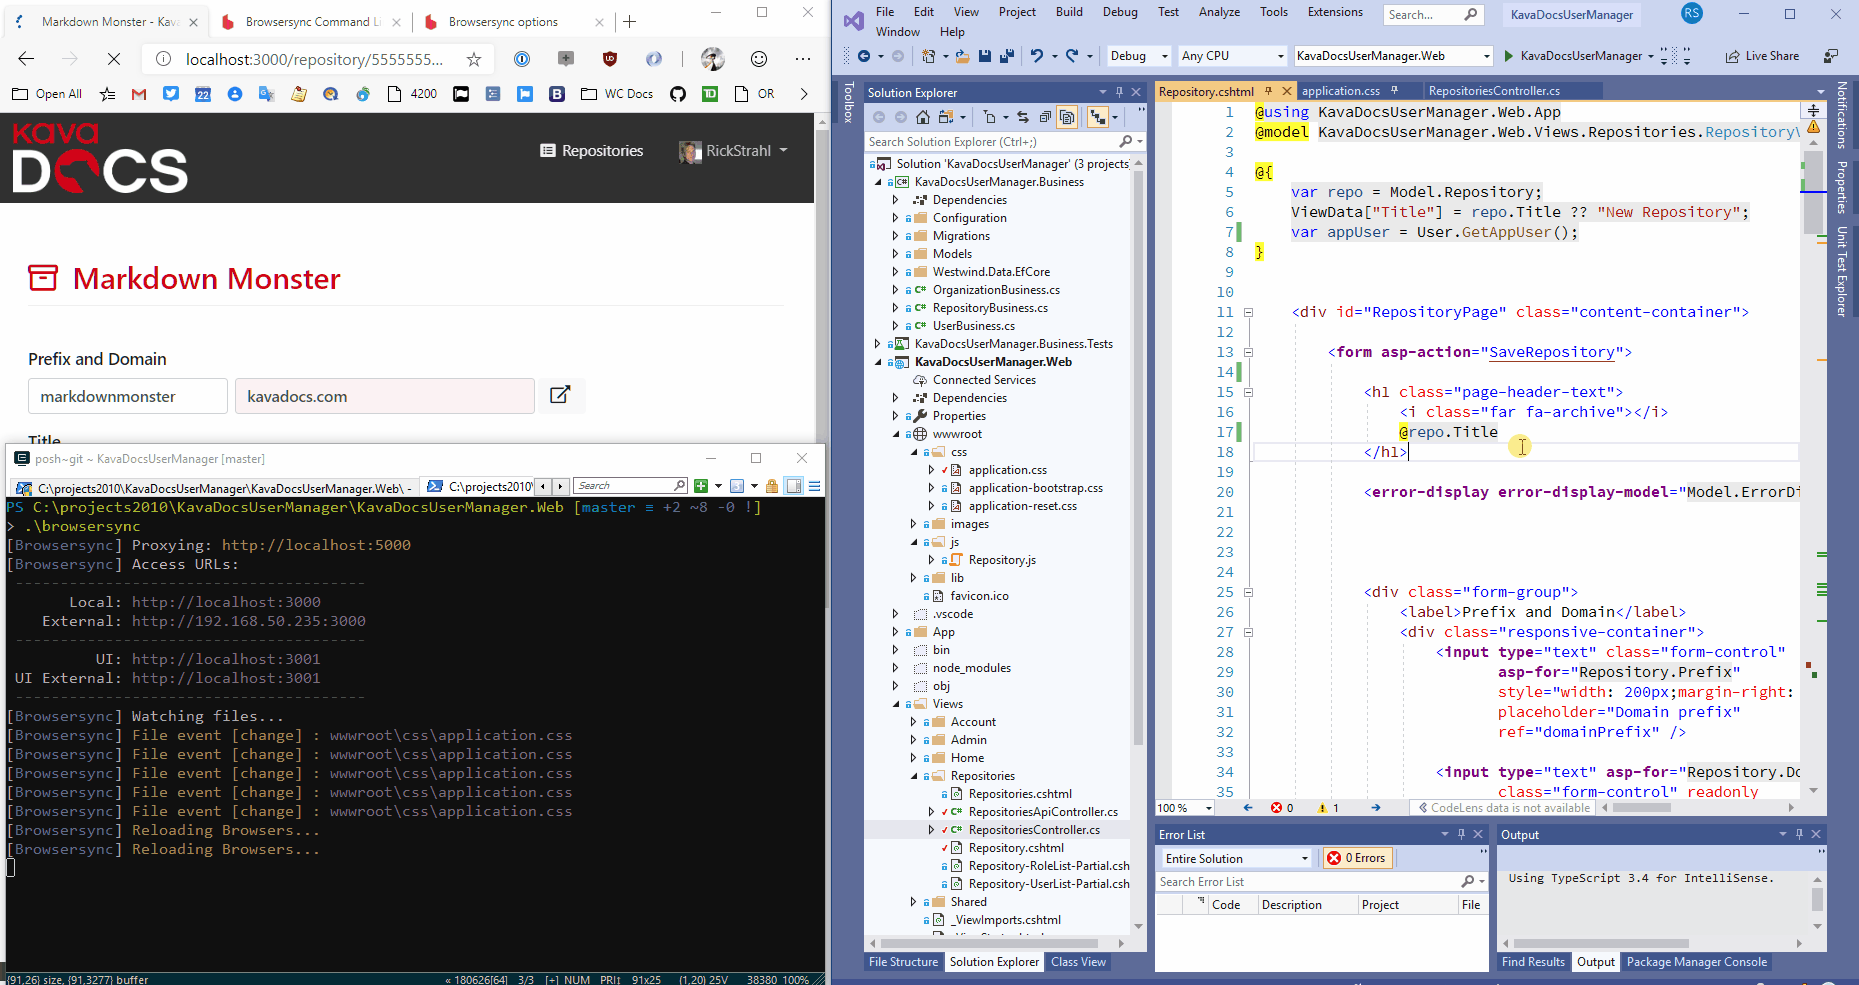 Markdown Monster - Kava
Browsersync Command Li
Browsersync options
localhost:3000/repository/5555555...
Open All
4200
WC Docs
OR
KAVA
DOCS
Repositories
RickStrahl
Markdown Monster
Prefix and Domain
markdownmonster
kavadocs.com
Title
posh~git ~ KavaDocsUserManager [master]
C:\projects2010\KavaDocsUserManager\KavaDocsUserManager.Web\ -
C:\projects2010\
Search
PS C:\projects2010\KavaDocsUserManager\KavaDocsUserManager.Web [master ≡ +2 ~8 -0 !]
> .\browsersync
[Browsersync] Proxying: http://localhost:5000
[Browsersync] Access URLs:
--------------------------------------
Local: http://localhost:3000
External: http://192.168.50.235:3000
--------------------------------------
UI: http://localhost:3001
UI External: http://localhost:3001
--------------------------------------
[Browsersync] Watching files...
[Browsersync] File event [change] : wwwroot\css\application.css
[Browsersync] File event [change] : wwwroot\css\application.css
[Browsersync] File event [change] : wwwroot\css\application.css
[Browsersync] File event [change] : wwwroot\css\application.css
[Browsersync] File event [change] : wwwroot\css\application.css
[Browsersync] Reloading Browsers...
[Browsersync] Reloading Browsers...
{91,26} size, {91,3277} buffer
« 180626[64] 3/3 [+] NUM PRI↕ 91x25 (1,20) 25V 38380 100%
File Edit View Project Build Debug Test Analyze Tools Extensions
Window Help
Search...
KavaDocsUserManager
RS
Debug
Any CPU
KavaDocsUserManager.Web
KavaDocsUserManager
Live Share
Toolbox
Solution Explorer
Search Solution Explorer (Ctrl+;)
Solution 'KavaDocsUserManager' (3 projects)
KavaDocsUserManager.Business
Dependencies
Configuration
Migrations
Models
Westwind.Data.EfCore
OrganizationBusiness.cs
RepositoryBusiness.cs
UserBusiness.cs
KavaDocsUserManager.Business.Tests
KavaDocsUserManager.Web
Connected Services
Dependencies
Properties
wwwroot
css
application.css
application-bootstrap.css
application-reset.css
images
js
Repository.js
lib
favicon.ico
.vscode
App
bin
node_modules
obj
Views
Account
Admin
Home
Repositories
Repositories.cshtml
RepositoriesApiController.cs
RepositoriesController.cs
Repository.cshtml
Repository-RoleList-Partial.csh
Repository-UserList-Partial.csh
Shared
_ViewImports.cshtml
File Structure
Solution Explorer
Class View
Repository.cshtml
application.css
RepositoriesController.cs
1 @using KavaDocsUserManager.Web.App
2 @model KavaDocsUserManager.Web.Views.Repositories.RepositoryV
3
4 @{
5 var repo = Model.Repository;
6 ViewData["Title"] = repo.Title ?? "New Repository";
7 var appUser = User.GetAppUser();
8 }
9
10
11 <div id="RepositoryPage" class="content-container">
12
13 <form asp-action="SaveRepository">
14
15 <h1 class="page-header-text">
16 <i class="far fa-archive"></i>
17 @repo.Title
18 </h1>
19
20 <error-display error-display-model="Model.ErrorDi
21
22
23
24
25 <div class="form-group">
26 <label>Prefix and Domain</label>
27 <div class="responsive-container">
28 <input type="text" class="form-control"
29 asp-for="Repository.Prefix"
30 style="width: 200px;margin-right:
31 placeholder="Domain prefix"
32 ref="domainPrefix" />
33
34 <input type="text" asp-for="Repository.Do
35 class="form-control" readonly
100 %
0
1
CodeLens data is not available
Error List
Entire Solution
0 Errors
Search Error List
Code Description Project File
Output
Using TypeScript 3.4 for IntelliSense.
Find Results
Output
Package Manager Console
Notifications
Properties
Unit Test Explorer